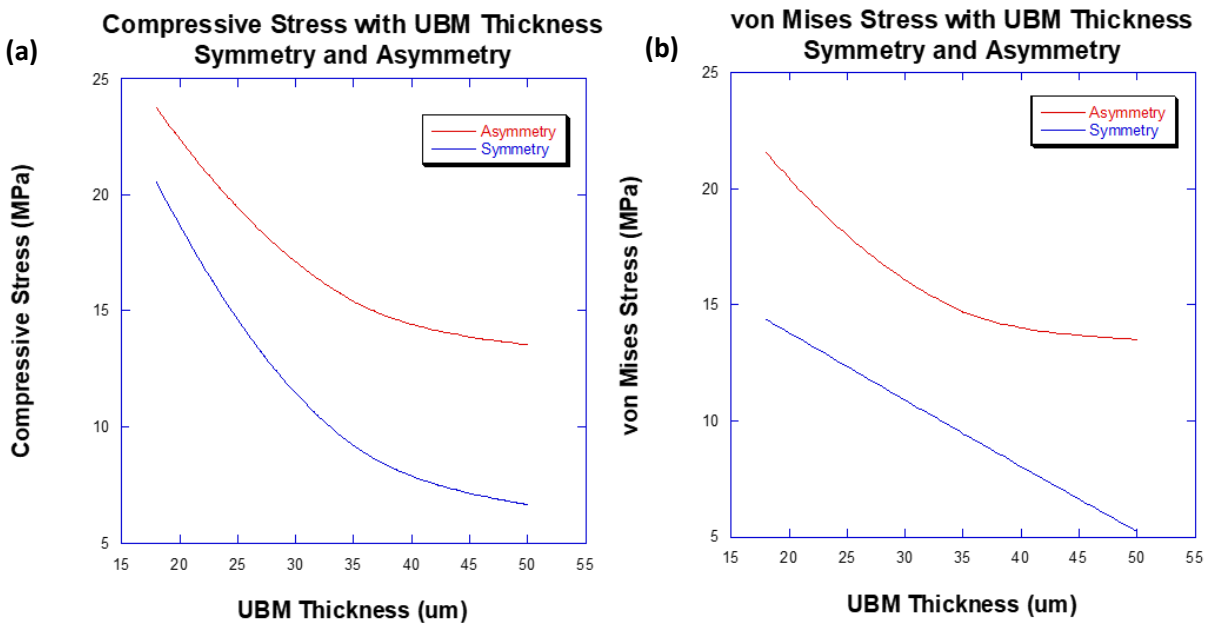 (a)
Compressive Stress with UBM Thickness
Symmetry and Asymmetry
Compressive Stress (MPa)
25
20
15
10
5
Asymmetry
Symmetry
15 20 25 30 35 40 45 50 55
UBM Thickness (um)
(b)
von Mises Stress with UBM Thickness
Symmetry and Asymmetry
von Mises Stress (MPa)
25
20
15
10
5
Asymmetry
Symmetry
15 20 25 30 35 40 45 50 55
UBM Thickness (um)